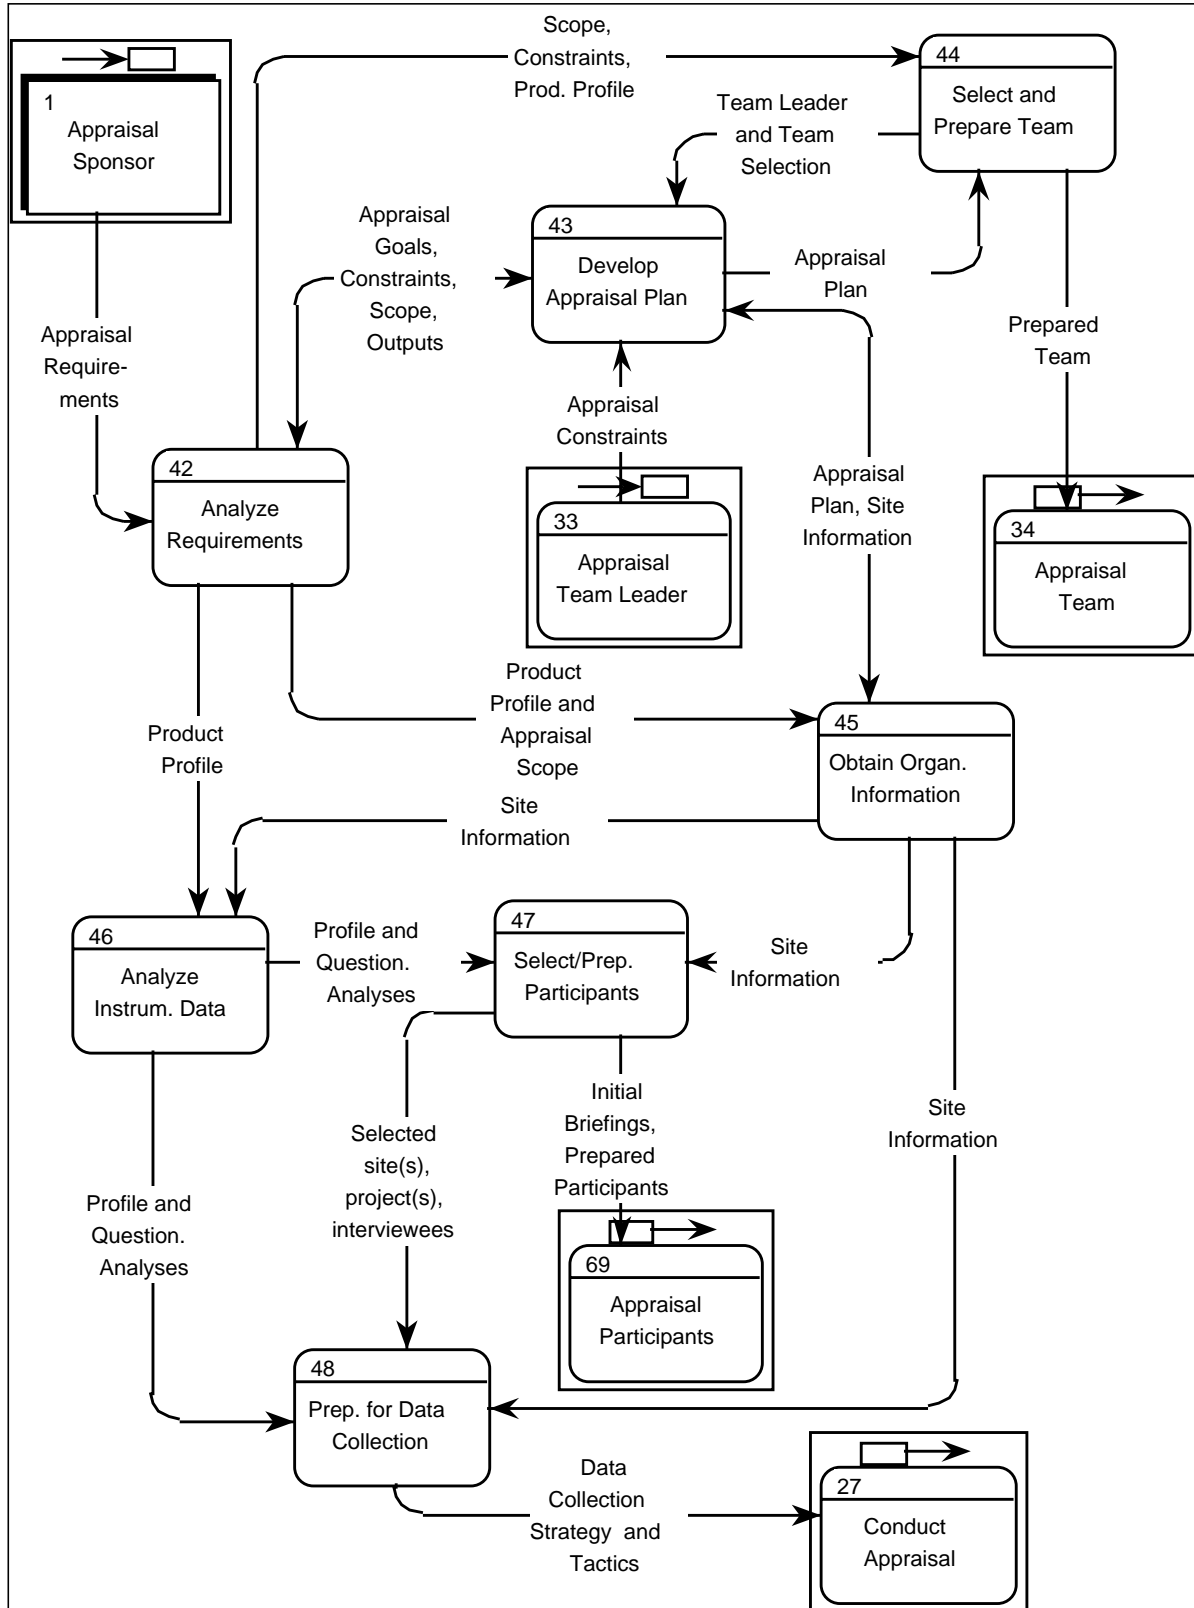 Scope,
Constraints,
Prod. Profile
44
Select and
Prepare Team
1
Appraisal
Sponsor
Team Leader
and Team
Selection
Appraisal
Goals,
Constraints,
Scope,
Outputs
43
Develop
Appraisal Plan
Appraisal
Plan
Appraisal
Require-
ments
Prepared
Team
Appraisal
Constraints
42
Analyze
Requirements
33
Appraisal
Team Leader
Appraisal
Plan, Site
Information
34
Appraisal
Team
Product
Profile and
Appraisal
Scope
Product
Profile
45
Obtain Organ.
Information
Site
Information
46
Analyze
Instrum. Data
Profile and
Question.
Analyses
47
Select/Prep.
Participants
Site
Information
Initial
Briefings,
Prepared
Participants
Selected
site(s),
project(s),
interviewees
Site
Information
Profile and
Question.
Analyses
69
Appraisal
Participants
48
Prep. for Data
Collection
Data
Collection
Strategy and
Tactics
27
Conduct
Appraisal